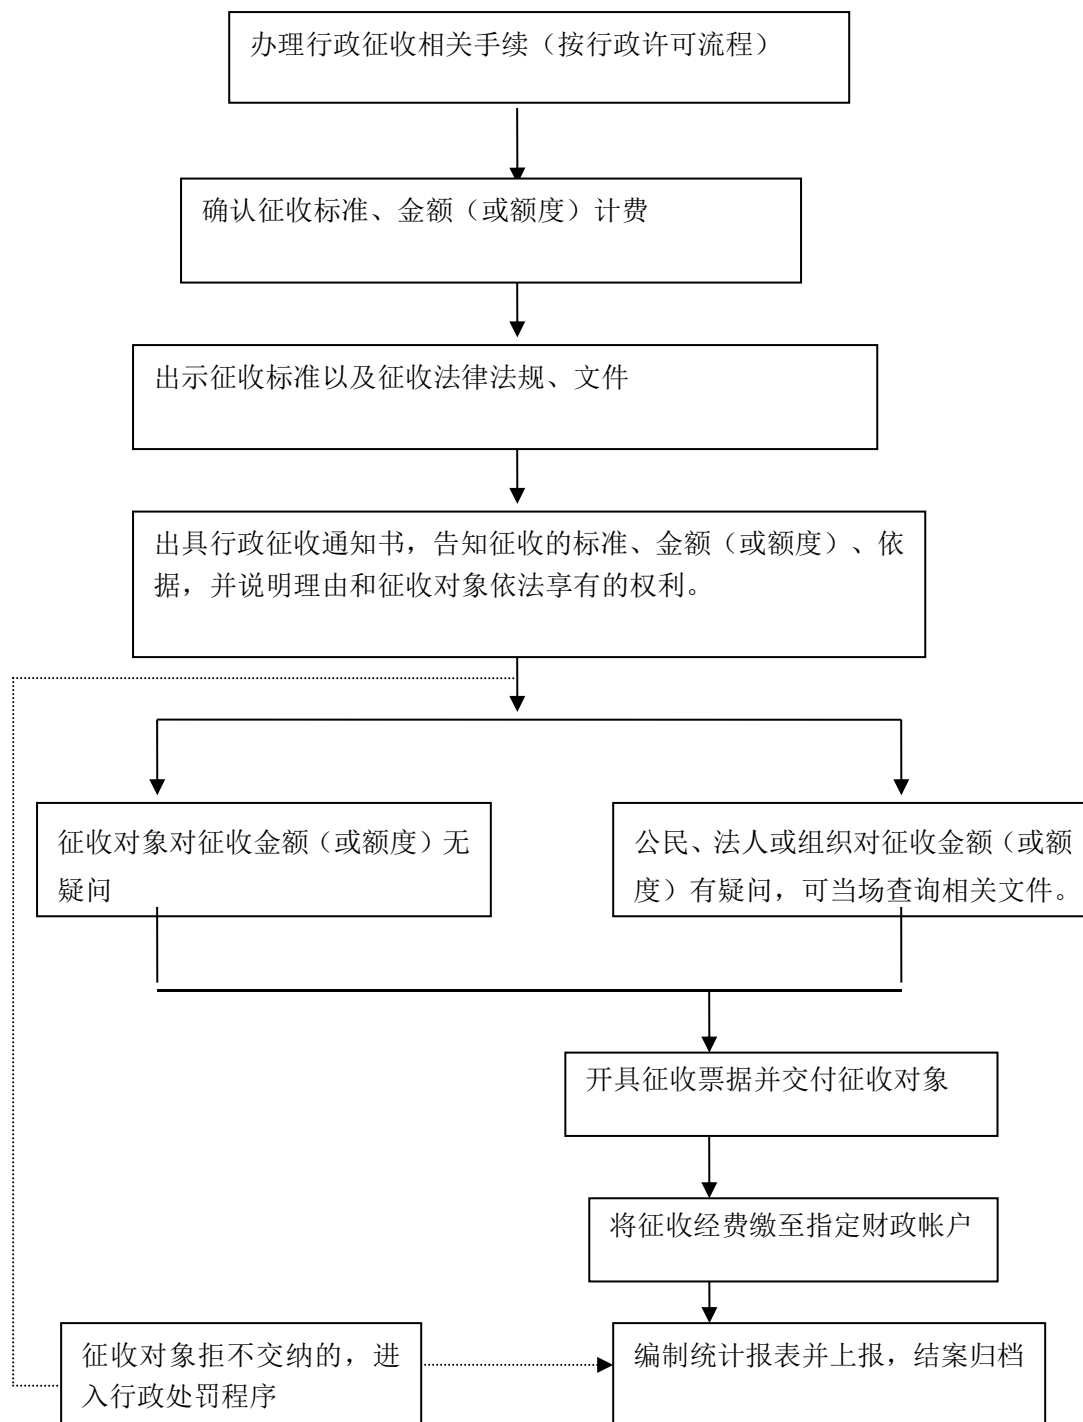 办理行政征收相关手续（按行政许可流程）
确认征收标准、金额（或额度）计费
出示征收标准以及征收法律法规、文件
出具行政征收通知书，告知征收的标准、金额（或额度）、依
据，并说明理由和征收对象依法享有的权利。
征收对象对征收金额（或额度）无
疑问
公民、法人或组织对征收金额（或额
度）有疑问，可当场查询相关文件。
开具征收票据并交付征收对象
将征收经费缴至指定财政帐户
征收对象拒不交纳的，进
入行政处罚程序
编制统计报表并上报，结案归档